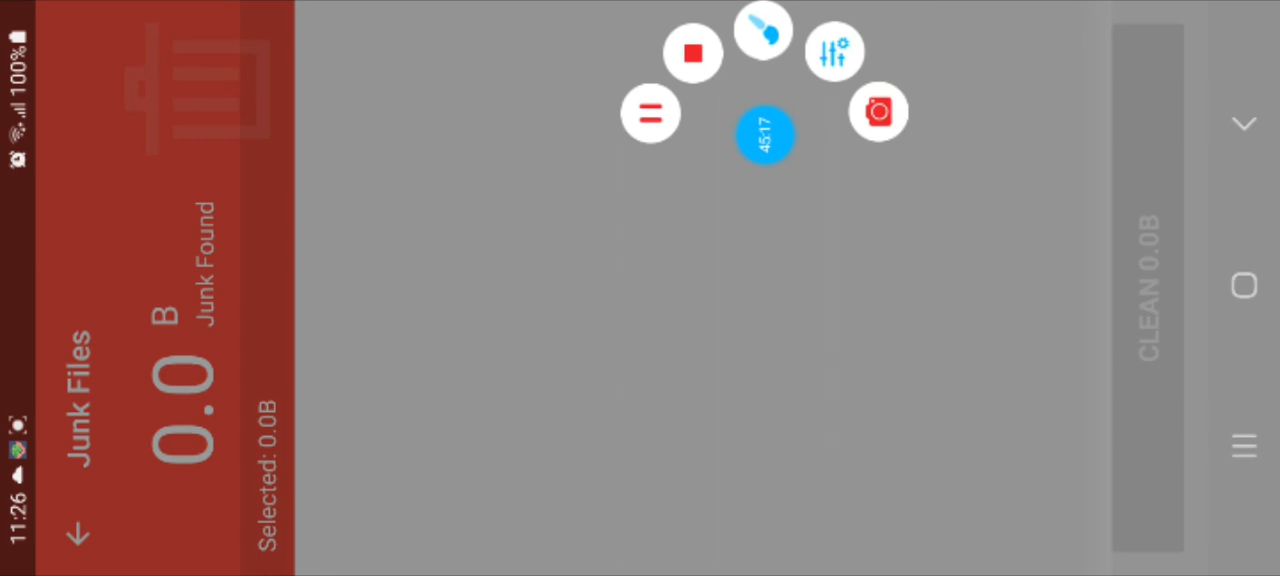 11:26
100%
Junk Files
0.0 B
Junk Found
Selected: 0.0B
45:17
CLEAN 0.0B